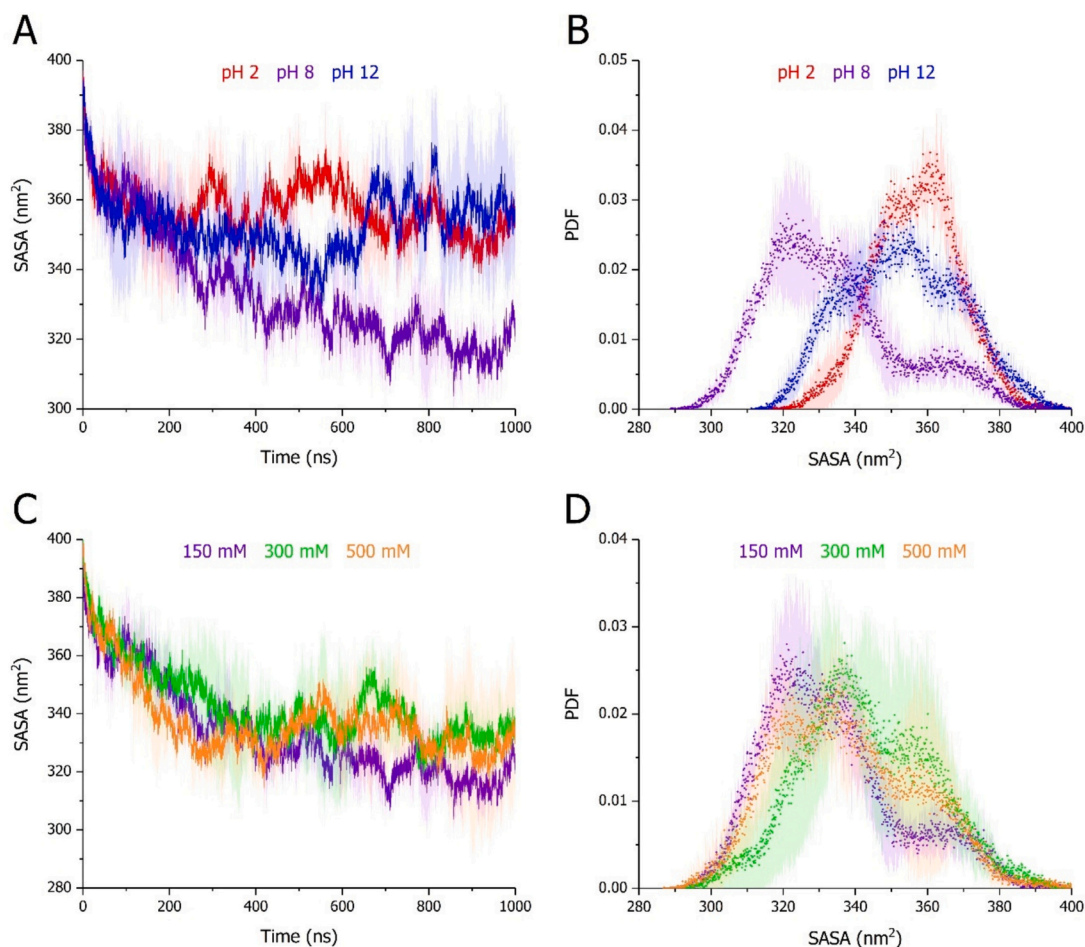 A
B
400
380
360
340
320
300
SASA (nm²)
pH 2 pH 8 pH 12
0 200 400 600 800 1000
Time (ns)
0.05
0.04
0.03
0.02
0.01
0.00
PDF
pH 2 pH 8 pH 12
280 300 320 340 360 380 400
SASA (nm²)
C
D
400
380
360
340
320
300
280
SASA (nm²)
150 mM 300 mM 500 mM
0 200 400 600 800 1000
Time (ns)
0.04
0.03
0.02
0.01
0.00
PDF
150 mM 300 mM 500 mM
280 300 320 340 360 380 400
SASA (nm²)